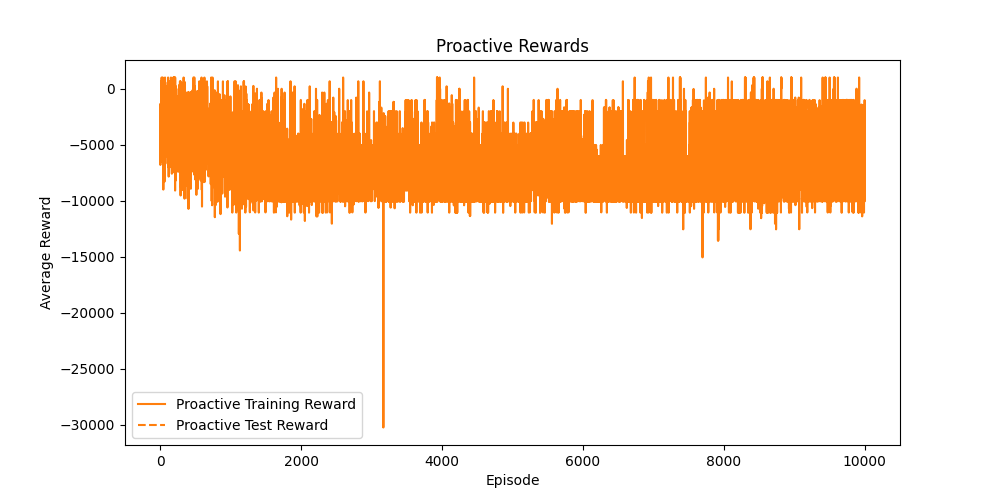 Proactive Rewards
0
−5000
−10000
−15000
−20000
−25000
−30000
Average Reward
Proactive Training Reward
Proactive Test Reward
0 2000 4000 6000 8000 10000
Episode